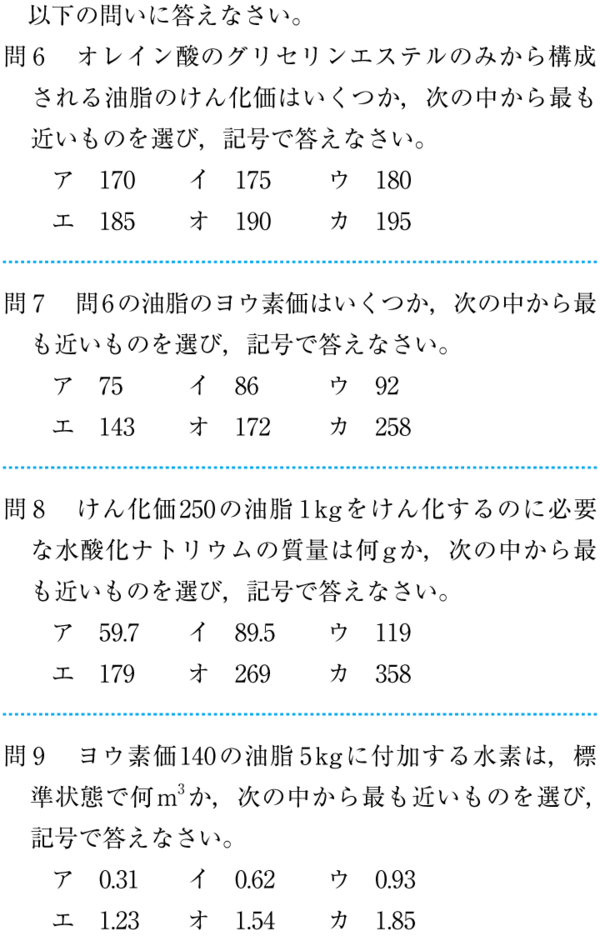 以下の問いに答えなさい。
問6 オレイン酸のグリセリンエステルのみから構成
される油脂のけん化価はいくつか，次の中から最も
近いものを選び，記号で答えなさい。
ア 170 イ 175 ウ 180
エ 185 オ 190 カ 195
問7 問6の油脂のヨウ素価はいくつか，次の中から最
も近いものを選び，記号で答えなさい。
ア 75 イ 86 ウ 92
エ 143 オ 172 カ 258
問8 けん化価250の油脂1kgをけん化するのに必要
な水酸化ナトリウムの質量は何gか，次の中から最
も近いものを選び，記号で答えなさい。
ア 59.7 イ 89.5 ウ 119
エ 179 オ 269 カ 358
問9 ヨウ素価140の油脂5kgに付加する水素は，標
準状態で何m³か，次の中から最も近いものを選び，
記号で答えなさい。
ア 0.31 イ 0.62 ウ 0.93
エ 1.23 オ 1.54 カ 1.85